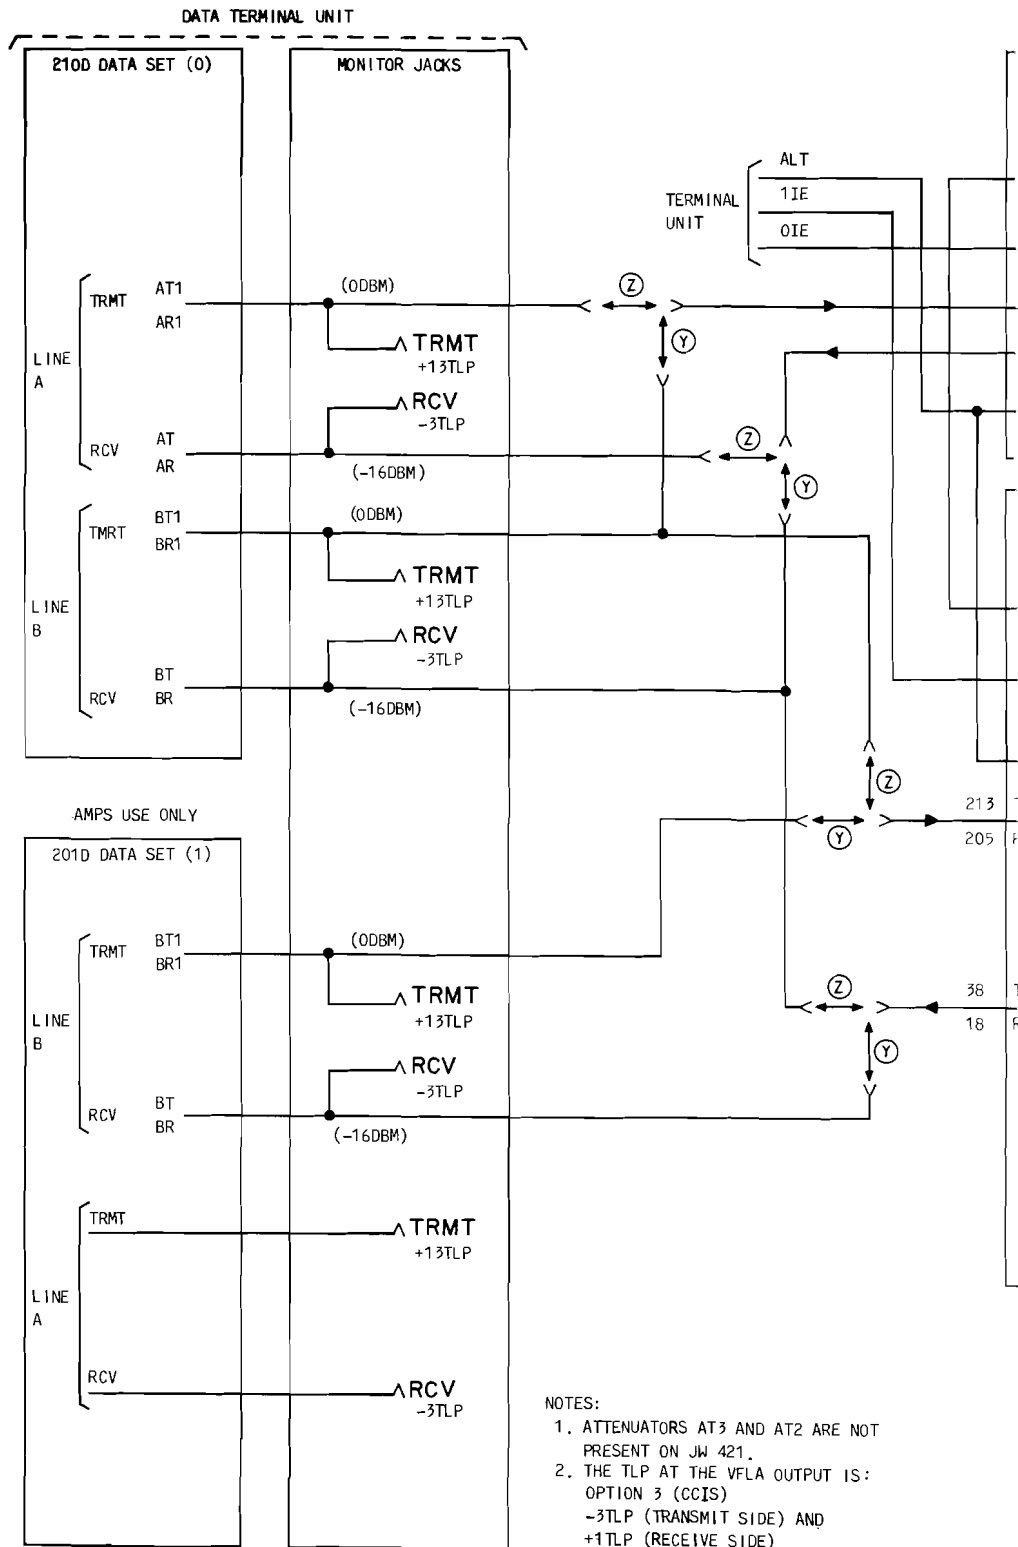 DATA TERMINAL UNIT
210D DATA SET (0)
MONITOR JACKS
TERMINAL
UNIT
ALT
1IE
0IE
LINE
A
TRMT
AT1
AR1
(0DBM)
TRMT
+13TLP
Z
Y
RCV
-3TLP
RCV
AT
AR
(-16DBM)
Z
Y
LINE
B
TMRT
BT1
BR1
(0DBM)
TRMT
+13TLP
RCV
-3TLP
RCV
BT
BR
(-16DBM)
Z
Y
213
205
AMPS USE ONLY
201D DATA SET (1)
LINE
B
TRMT
BT1
BR1
(0DBM)
TRMT
+13TLP
Z
38
18
Y
RCV
-3TLP
RCV
BT
BR
(-16DBM)
LINE
A
TRMT
TRMT
+13TLP
RCV
RCV
-3TLP
NOTES:
1. ATTENUATORS AT3 AND AT2 ARE NOT
PRESENT ON JW 421.
2. THE TLP AT THE VFLA OUTPUT IS:
OPTION 3 (CCIS)
-3TLP (TRANSMIT SIDE) AND
+1TLP (RECEIVE SIDE)